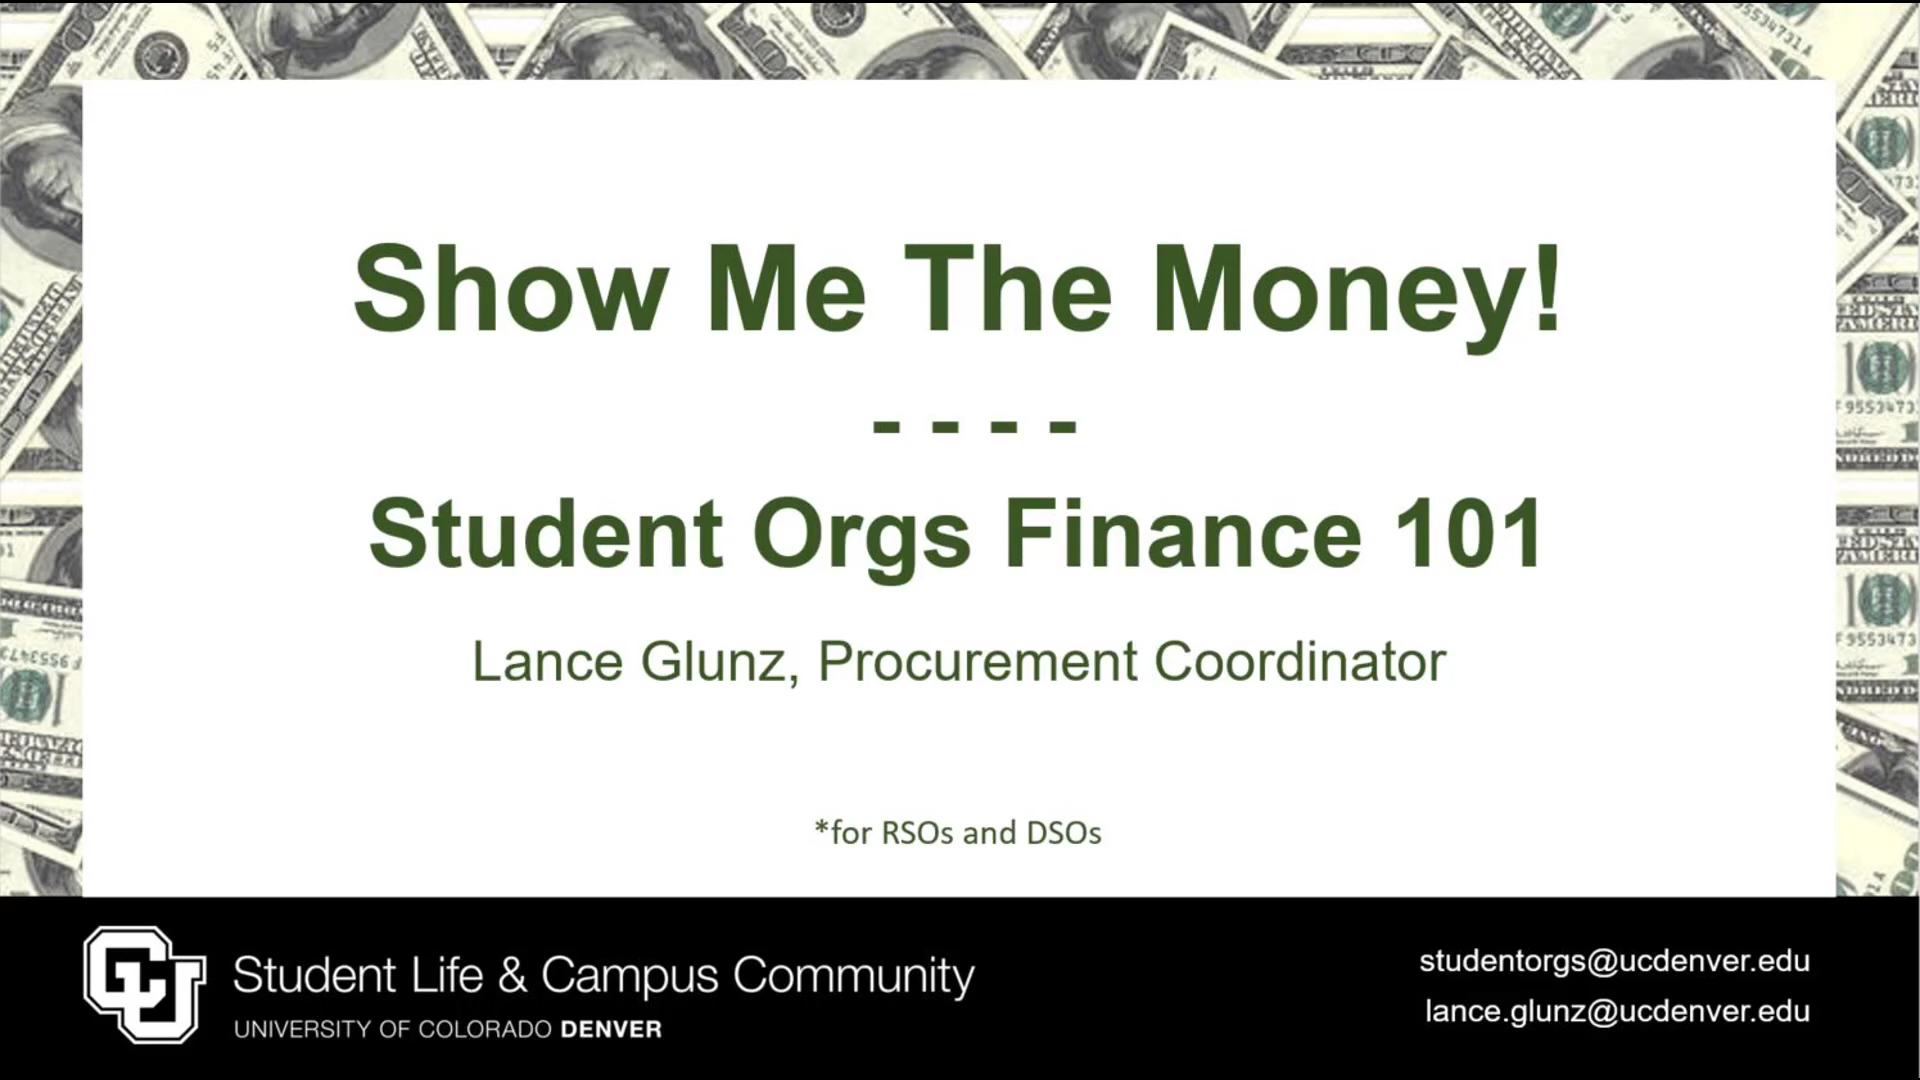 Show Me The Money!
- - - -
Student Orgs Finance 101
Lance Glunz, Procurement Coordinator
*for RSOs and DSOs
CU
Student Life & Campus Community
UNIVERSITY OF COLORADO DENVER
studentorgs@ucdenver.edu
lance.glunz@ucdenver.edu